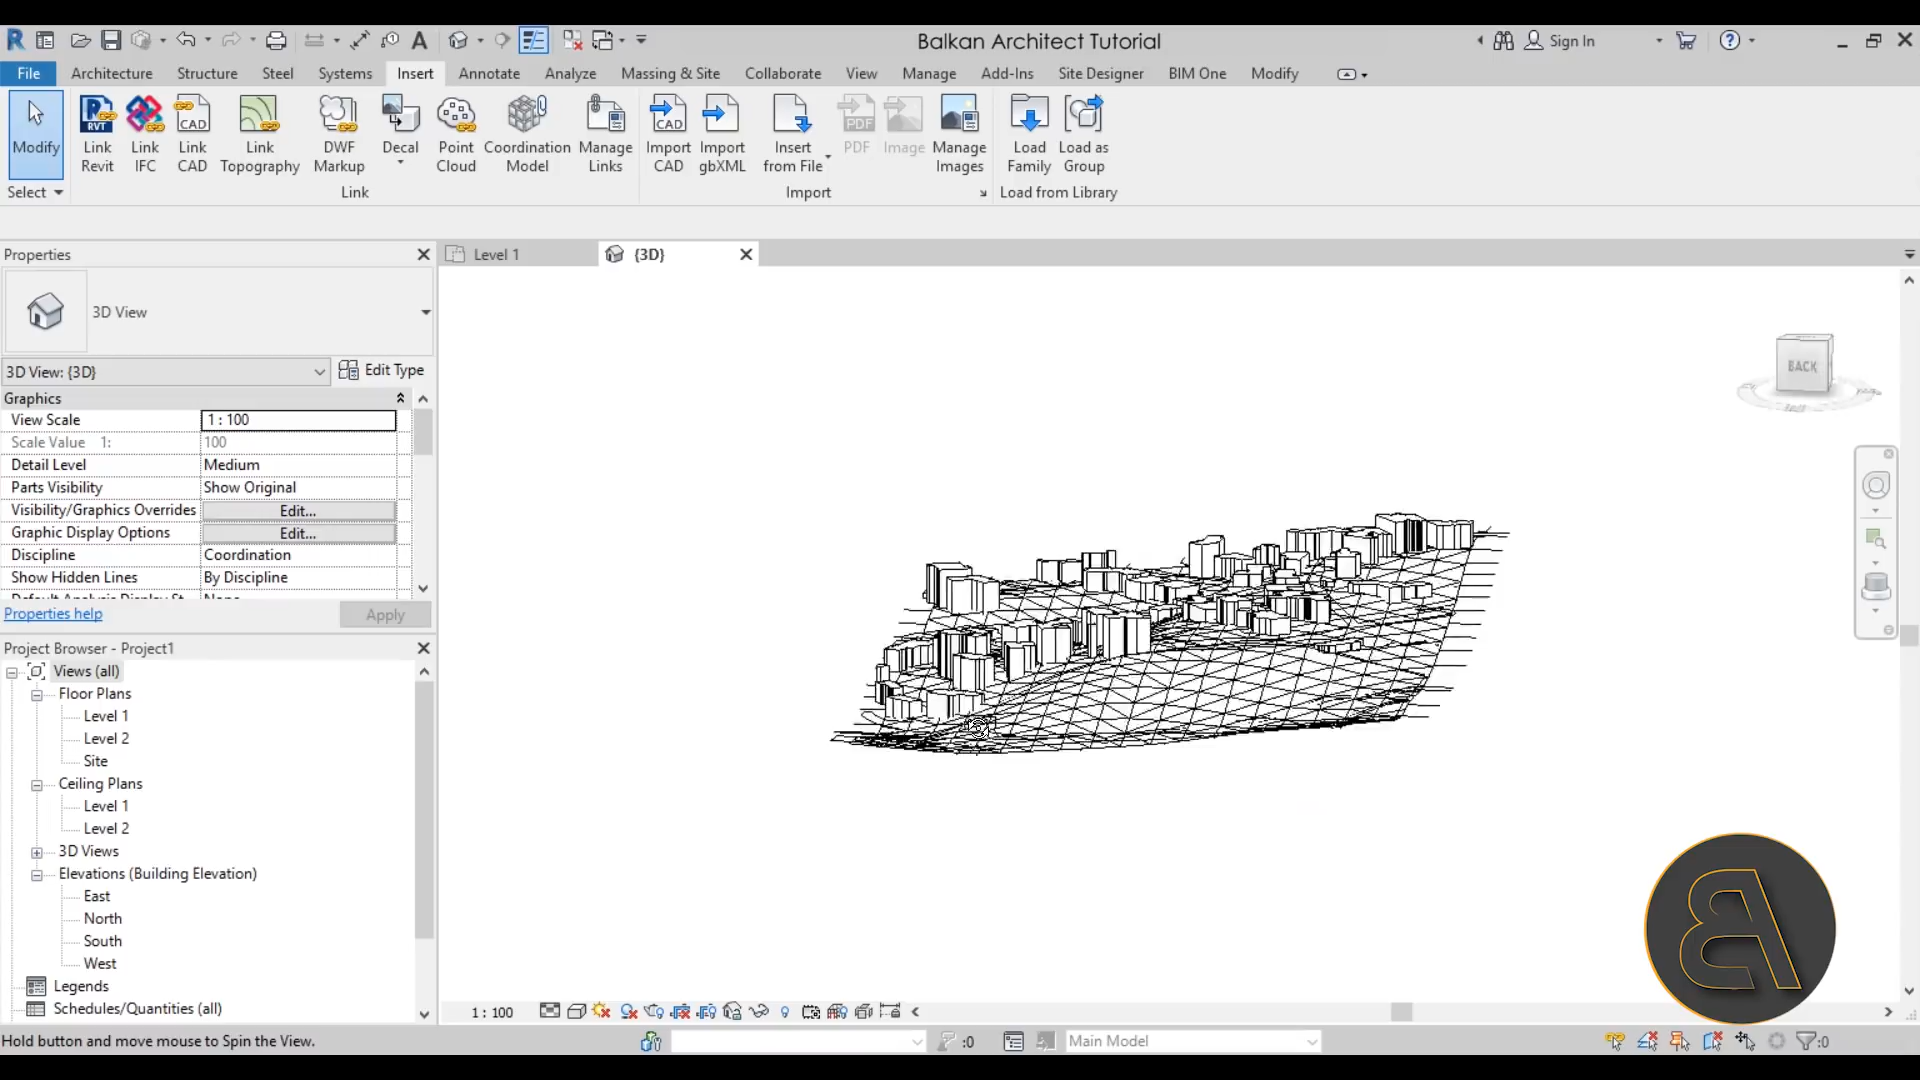 Balkan Architect Tutorial
Sign In
File Architecture Structure Steel Systems Insert Annotate Analyze Massing & Site Collaborate View Manage Add-Ins Site Designer BIM One Modify
Modify
Link Revit
Link IFC
Link CAD
Link Topography
DWF Markup
Decal
Point Cloud
Coordination Model
Manage Links
Import CAD
Import gbXML
Insert from File
PDF
Image
Manage Images
Load Family
Load as Group
RVT
CAD
CAD
PDF
Select
Link
Import
Load from Library
Properties
Level 1
{3D}
3D View
3D View: {3D}
Edit Type
Graphics
View Scale 1 : 100
Scale Value 1: 100
Detail Level Medium
Parts Visibility Show Original
Visibility/Graphics Overrides Edit...
Graphic Display Options Edit...
Discipline Coordination
Show Hidden Lines By Discipline
Properties help
Apply
BACK
Project Browser - Project1
Views (all)
Floor Plans
Level 1
Level 2
Site
Ceiling Plans
Level 1
Level 2
3D Views
Elevations (Building Elevation)
East
North
South
West
Legends
Schedules/Quantities (all)
1 : 100
Hold button and move mouse to Spin the View.
:0
Main Model
:0